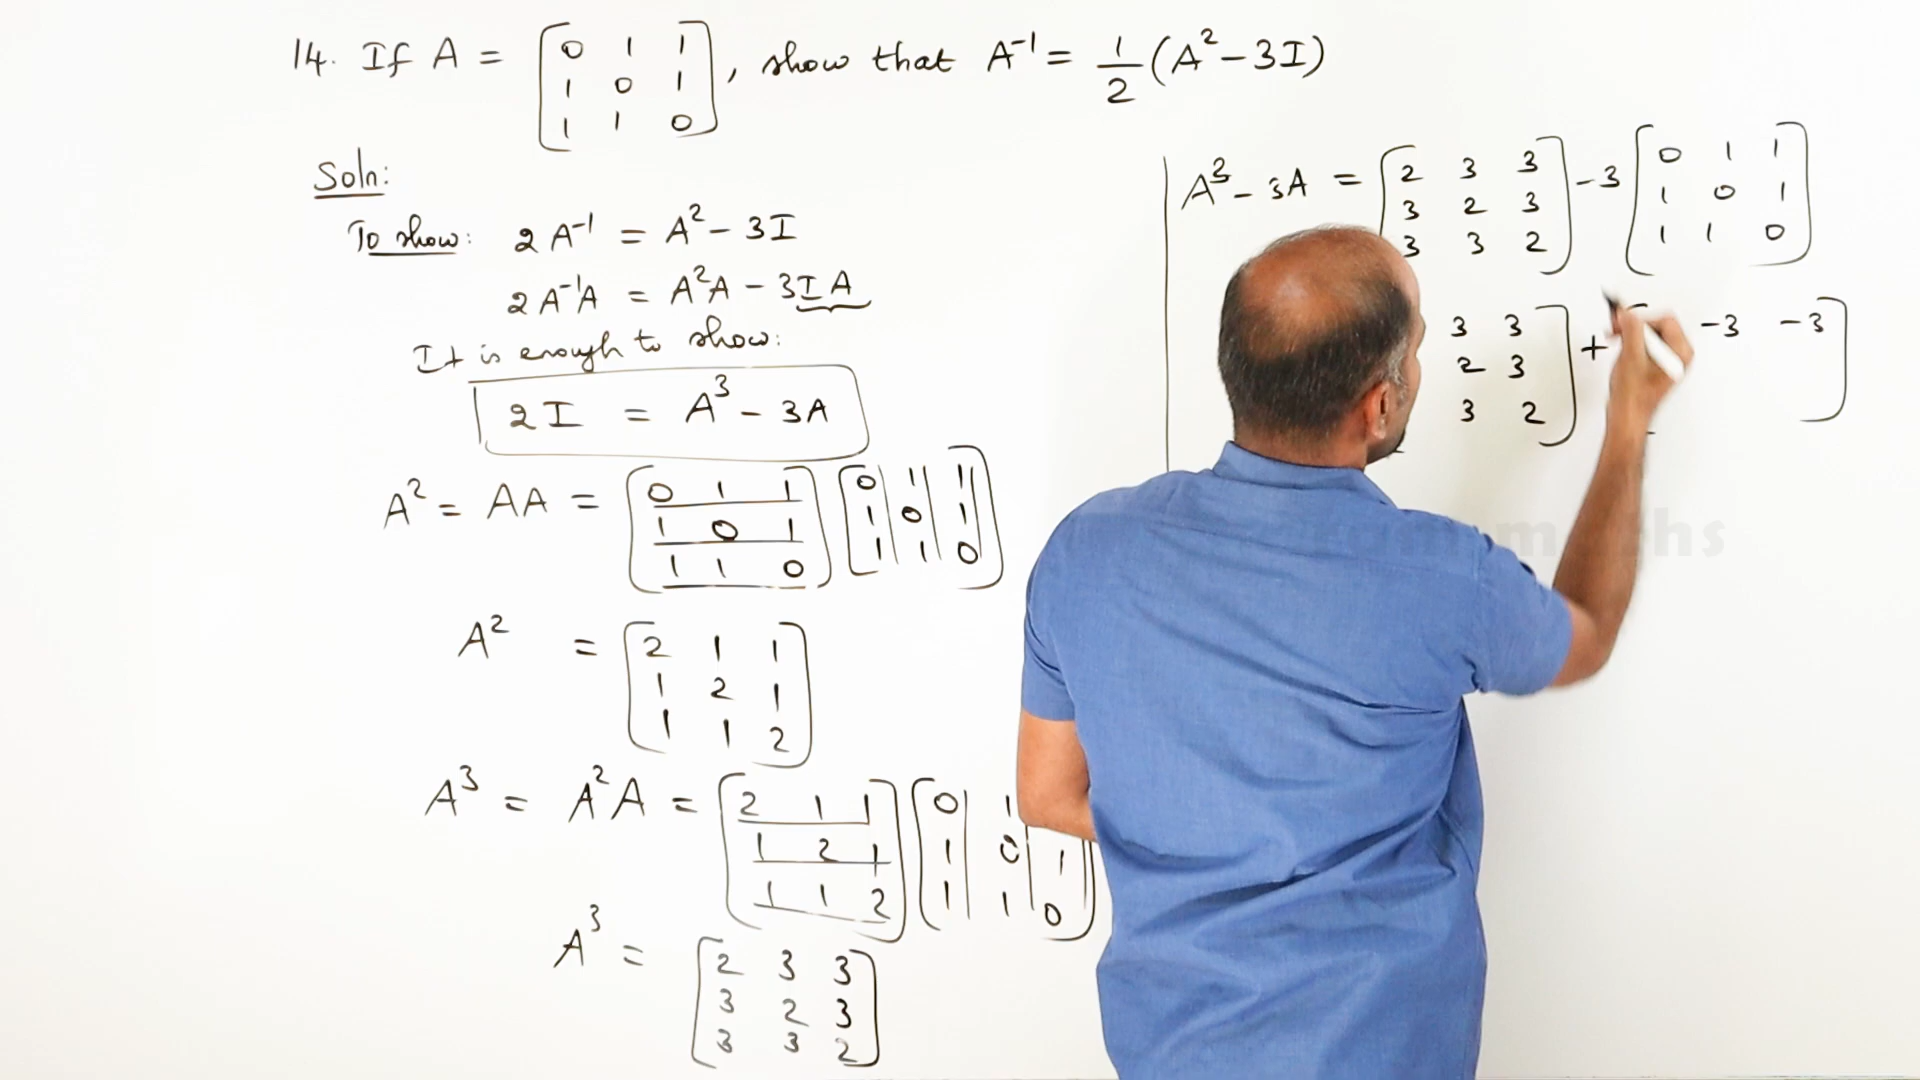 14. If A = [0 1 1
1 0 1
1 1 0], show that A⁻¹ = 1/2 (A² - 3I)
Soln:
To show: 2A⁻¹ = A² - 3I
2A⁻¹A = A²A - 3IA
It is enough to show:
2I = A³ - 3A
A² = AA = [0 1 1] [0 1 1]
[1 0 1] [1 0 1]
[1 1 0] [1 1 0]
A² = [2 1 1]
[1 2 1]
[1 1 2]
A³ = A²A = [2 1 1] [0 1
[1 2 1] [1 0 1]
[1 1 2] [1 1 0]
A³ = [2 3 3]
[3 2 3]
[3 3 2]
A³ - 3A = [2 3 3] - 3 [0 1 1]
[3 2 3] [1 0 1]
[3 3 2] [1 1 0]
3 3] + [ -3 -3]
2 3]
3 2]